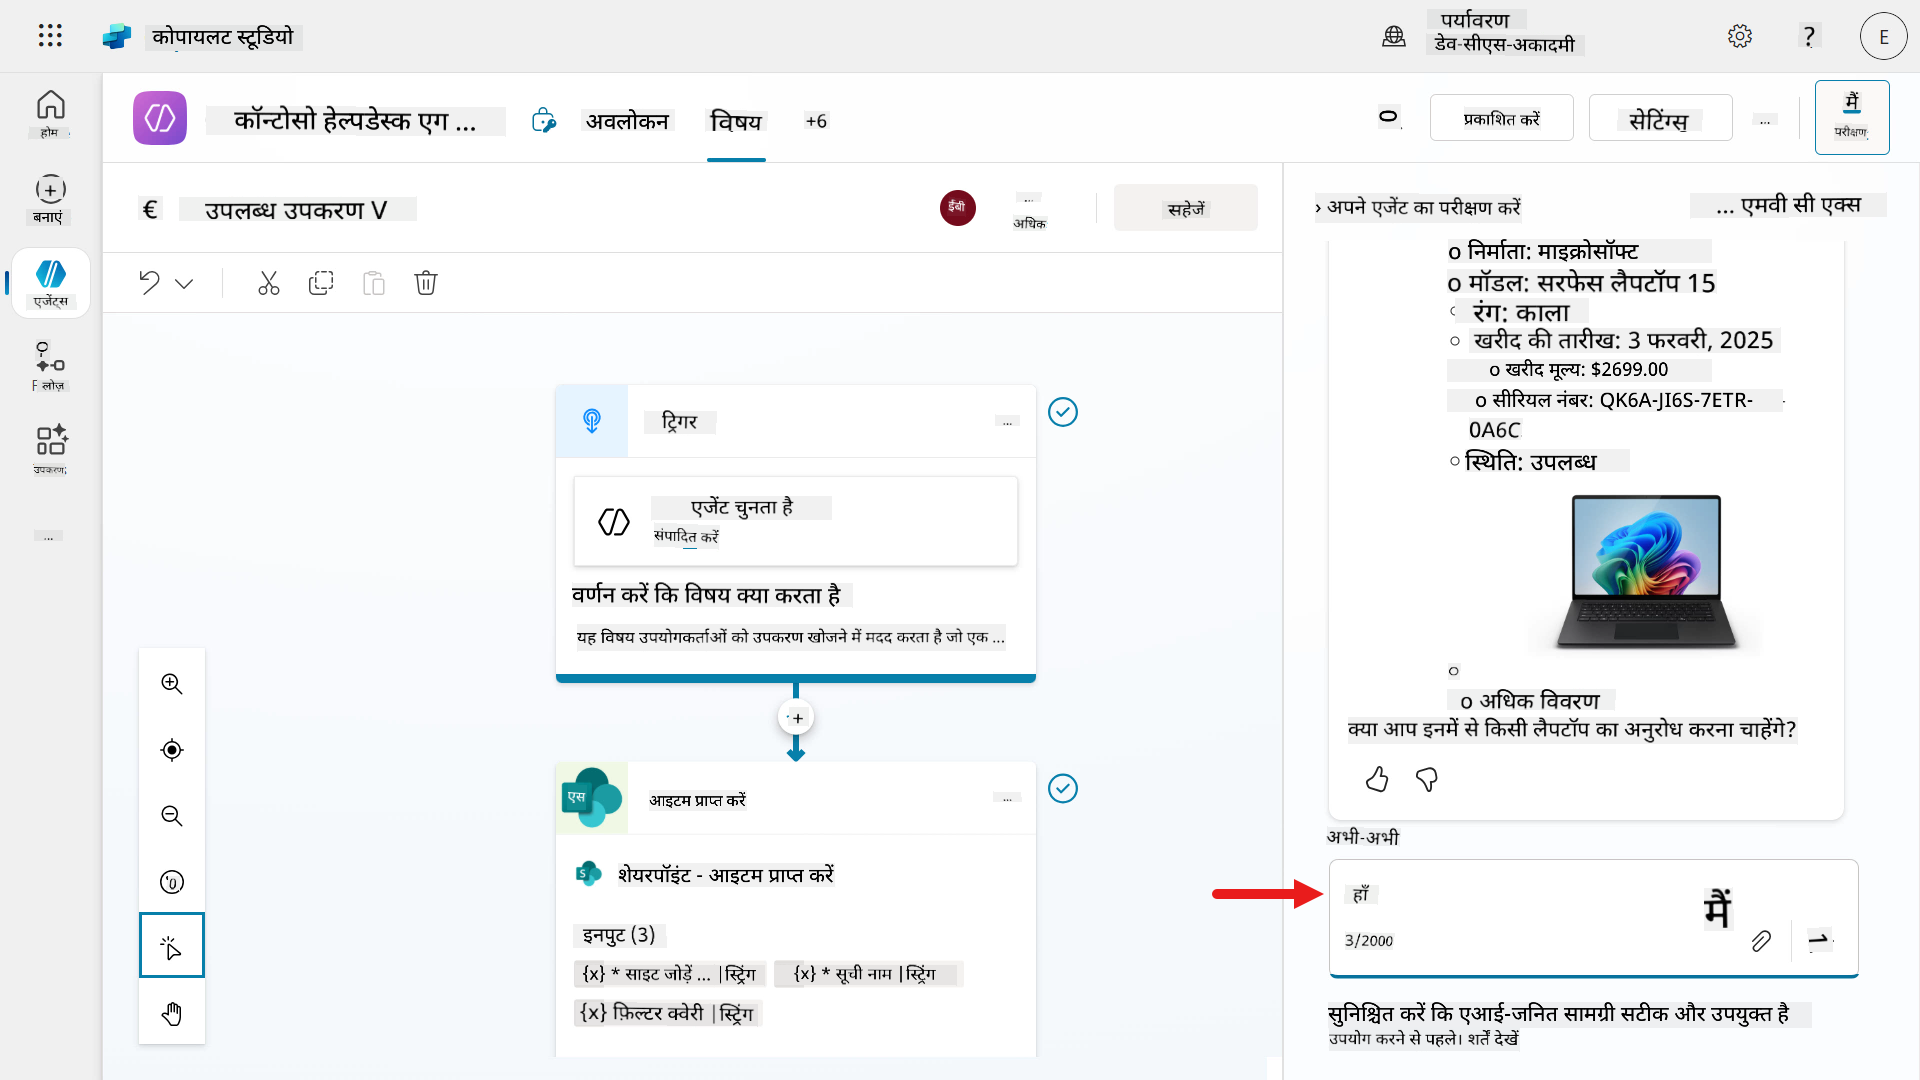 कोपायलट स्टूडियो
पर्यावरण
डेव-सीएस-अकादमी
?
E
होम
बनाएं
एजेंट्स
लोज़
उपकरण
...
कॉन्टोसो हेल्पडेस्क एग ...
अवलोकन
विषय
+6
प्रकाशित करें
सेटिंग्स
...
मैं
परीक्षण
€
उपलब्ध उपकरण V
ईबी
...
अधिक
सहेजें
ट्रिगर
...
एजेंट चुनता है
संपादित करें
वर्णन करें कि विषय क्या करता है
यह विषय उपयोगकर्ताओं को उपकरण खोजने में मदद करता है जो एक ...
+
एस
आइटम प्राप्त करें
...
S
शेयरपॉइंट - आइटम प्राप्त करें
इनपुट (3)
{x} * साइट जोड़ें ... |स्ट्रिंग
{x} * सूची नाम |स्ट्रिंग
{x} फ़िल्टर क्वेरी |स्ट्रिंग
› अपने एजेंट का परीक्षण करें
... एमवी सी एक्स
o निर्माता: माइक्रोसॉफ्ट
o मॉडल: सरफेस लैपटॉप 15
रंग: काला
○ खरीद की तारीख: 3 फरवरी, 2025
o खरीद मूल्य: $2699.00
o सीरियल नंबर: QK6A-JI6S-7ETR-
0A6C
○ स्थिति: उपलब्ध
o
o अधिक विवरण
क्या आप इनमें से किसी लैपटॉप का अनुरोध करना चाहेंगे?
अभी-अभी
हाँ
मैं
3/2000
सुनिश्चित करें कि एआई-जनित सामग्री सटीक और उपयुक्त है
उपयोग करने से पहले। शर्तें देखें